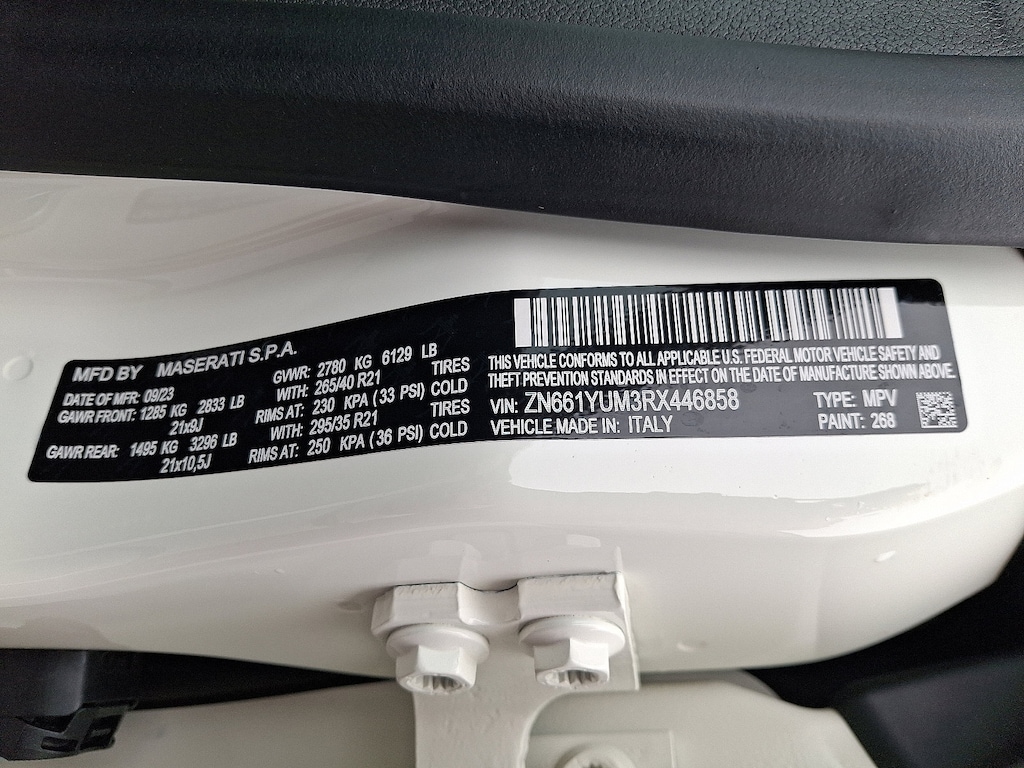 MFD BY MASERATI S.P.A.
DATE OF MFR: 09/23 GVWR: 2780 KG 6129 LB
GAWR FRONT: 1285 KG 2833 LB WITH: 265/40 R21 TIRES
21x9J RIMS AT: 230 KPA (33 PSI) COLD
GAWR REAR: 1495 KG 3296 LB WITH: 295/35 R21 TIRES
21x10,5J RIMS AT: 250 KPA (36 PSI) COLD
THIS VEHICLE CONFORMS TO ALL APPLICABLE U.S. FEDERAL MOTOR VEHICLE SAFETY AND
THEFT PREVENTION STANDARDS IN EFFECT ON THE DATE OF MANUFACTURE SHOWN ABOVE.
VIN: ZN661YUM3RX446858 TYPE: MPV
VEHICLE MADE IN: ITALY PAINT: 268